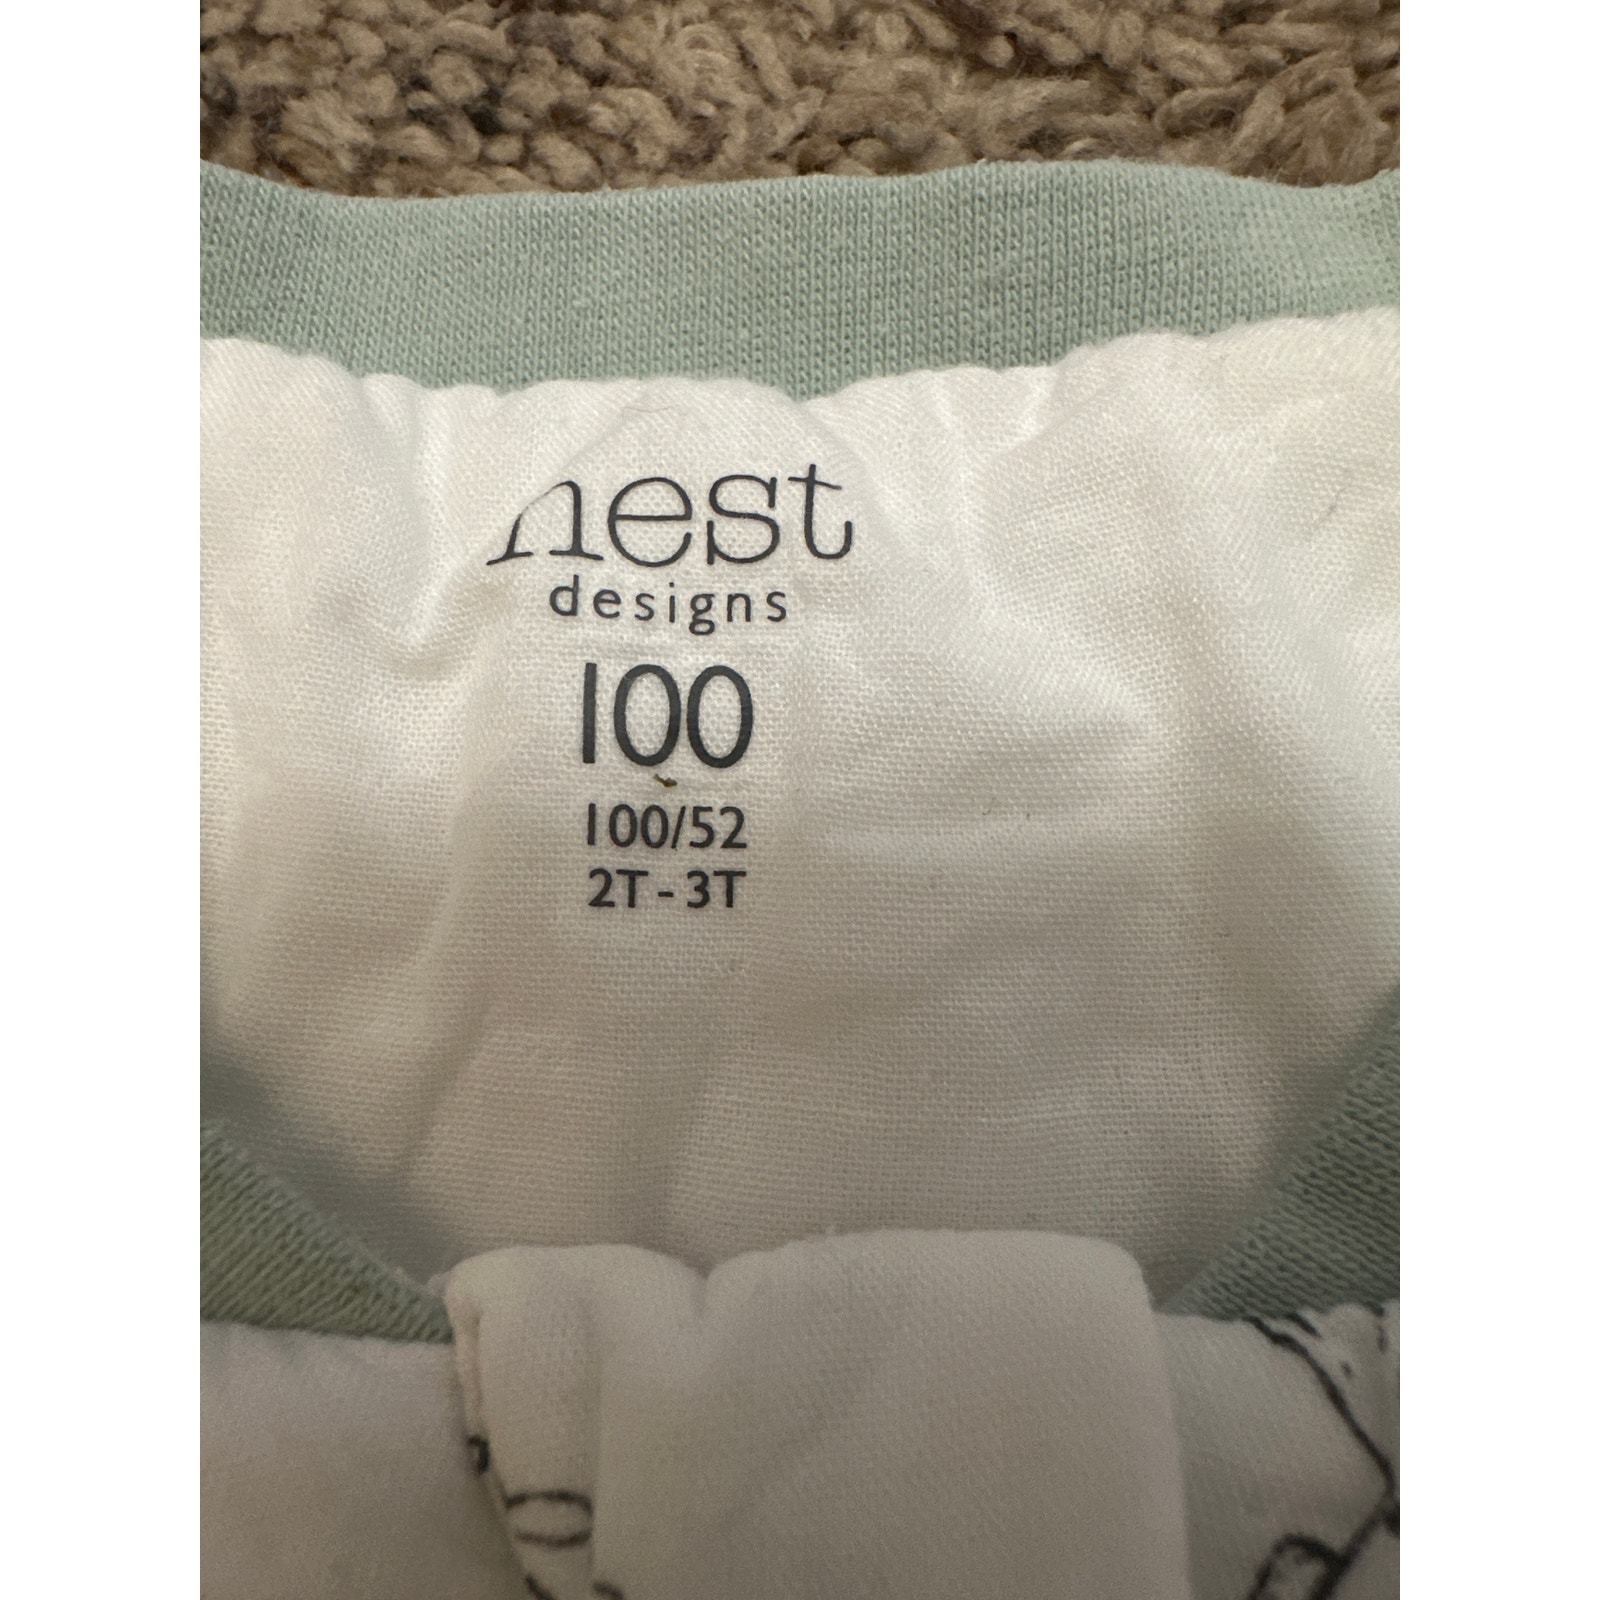 nest
designs
100
100/52
2T - 3T